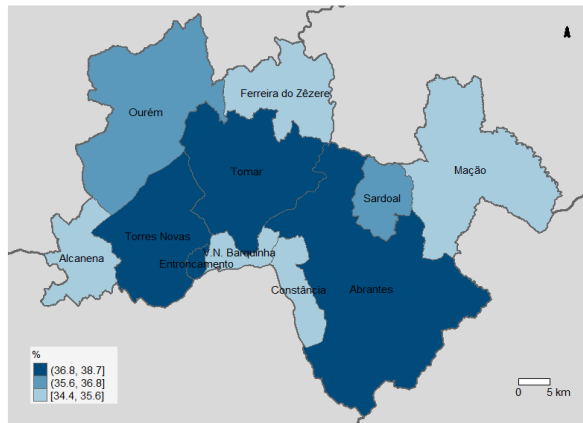 Ferreira do Zêzere
Ourém
Tomar
Mação
Sardoal
Torres Novas
V.N. Barquinha
Alcanena
Entroncamento
Constância
Abrantes
%
(36.8, 38.7]
(35.6, 36.8]
[34.4, 35.6]
0 5 km